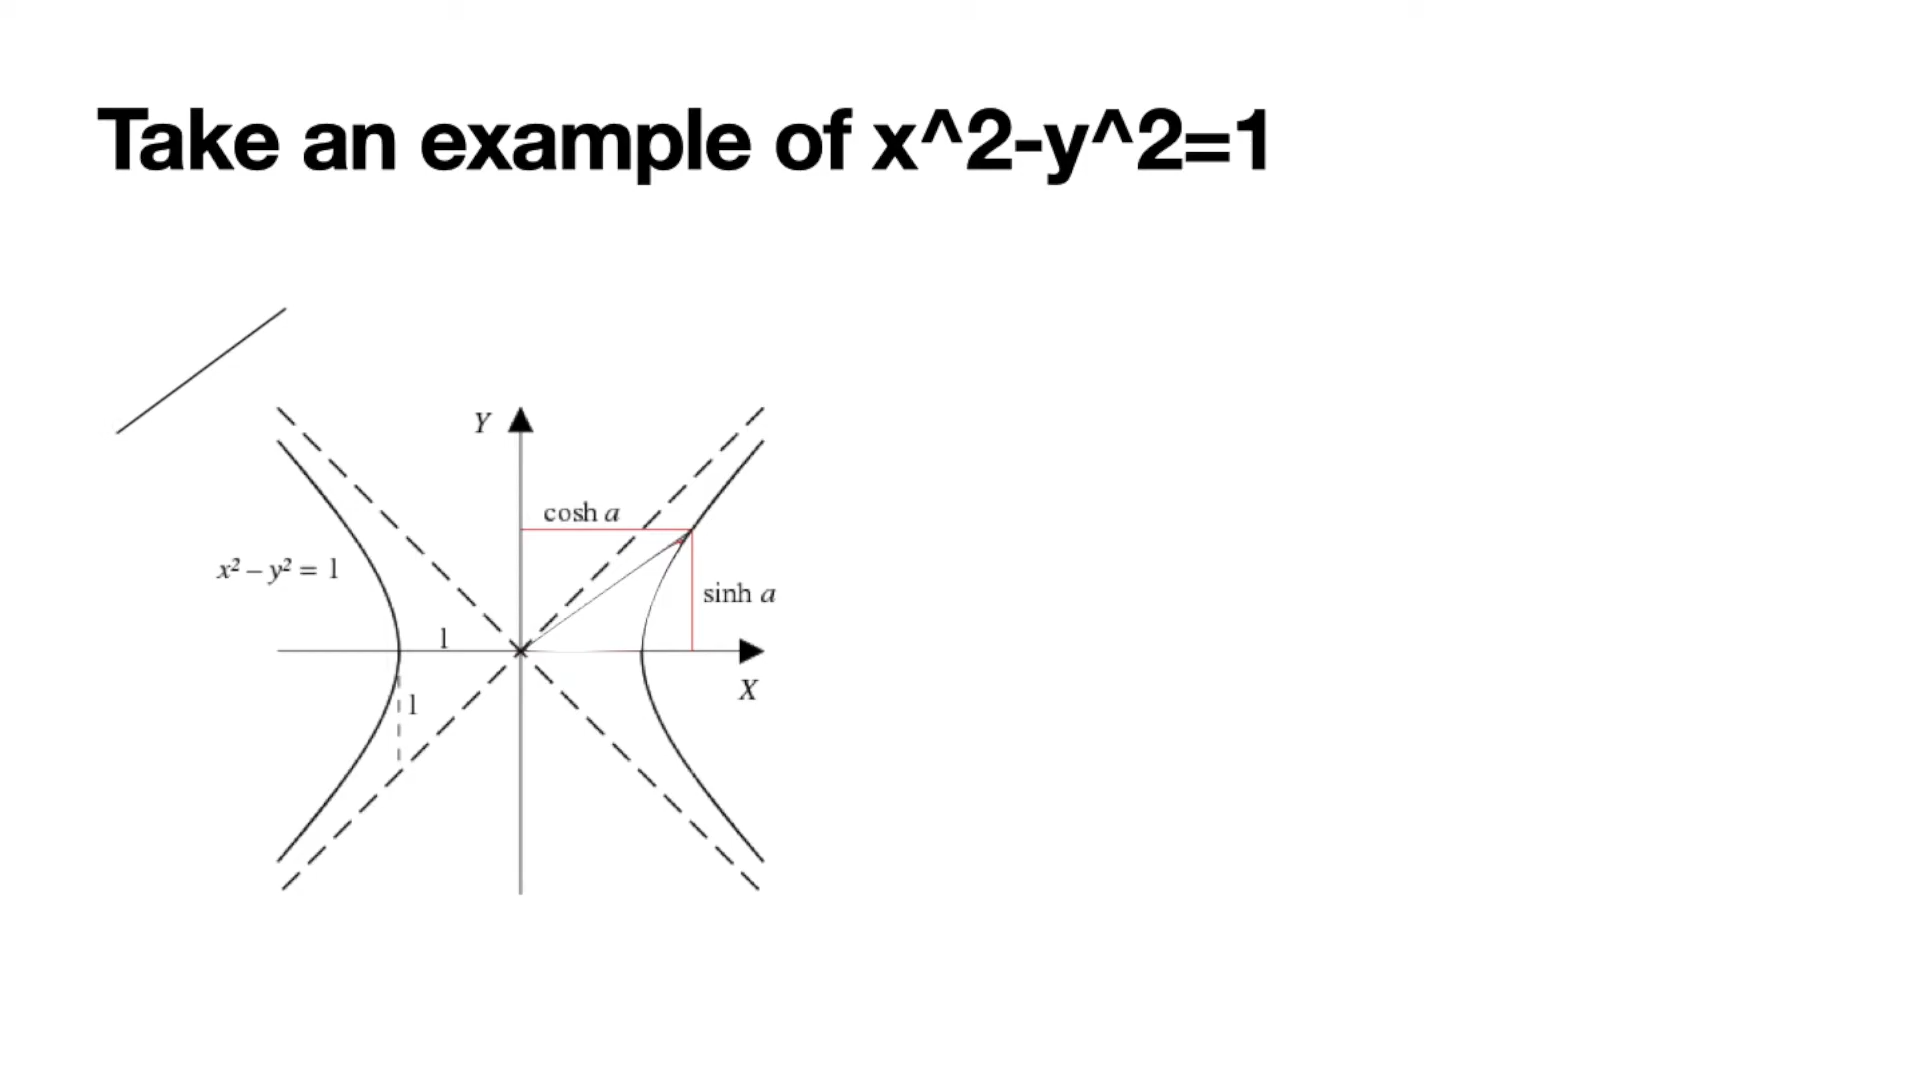 Take an example of x^2-y^2=1
Y
cosh a
x² – y² = 1
sinh a
1
X
1